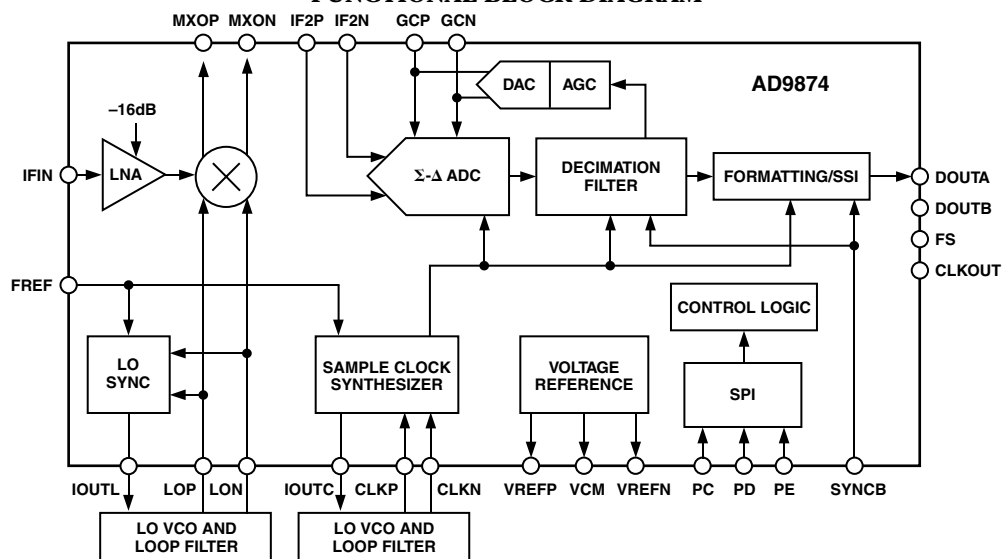 FUNCTIONAL BLOCK DIAGRAM
MXOP MXON IF2P IF2N GCP GCN
AD9874
DAC AGC
–16dB
IFIN
LNA
Σ-Δ ADC
DECIMATION
FILTER
FORMATTING/SSI
DOUTA
DOUTB
FS
CLKOUT
FREF
CONTROL LOGIC
LO
SYNC
SAMPLE CLOCK
SYNTHESIZER
VOLTAGE
REFERENCE
SPI
IOUTL LOP LON IOUTC CLKP CLKN VREFP VCM VREFN PC PD PE SYNCB
LO VCO AND
LOOP FILTER
LO VCO AND
LOOP FILTER